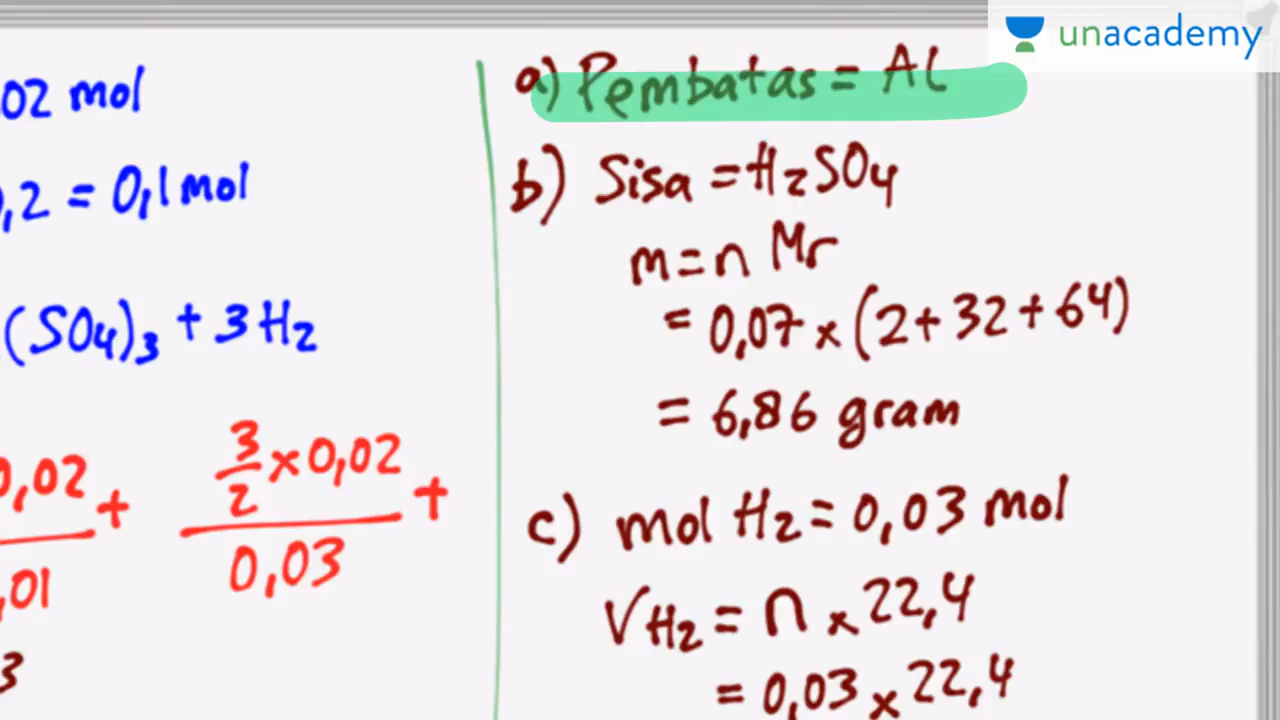 unacademy
,02 mol
,2 = 0,1 mol
(SO4)3 + 3 H2
0,02 +
,01
3
3/2 x 0,02 +
0,03
a) Pembatas = Al
b) Sisa = H2SO4
m = n Mr
= 0,07 x (2 + 32 + 64)
= 6,86 gram
c) mol H2 = 0,03 mol
VH2 = n x 22,4
= 0,03 x 22,4